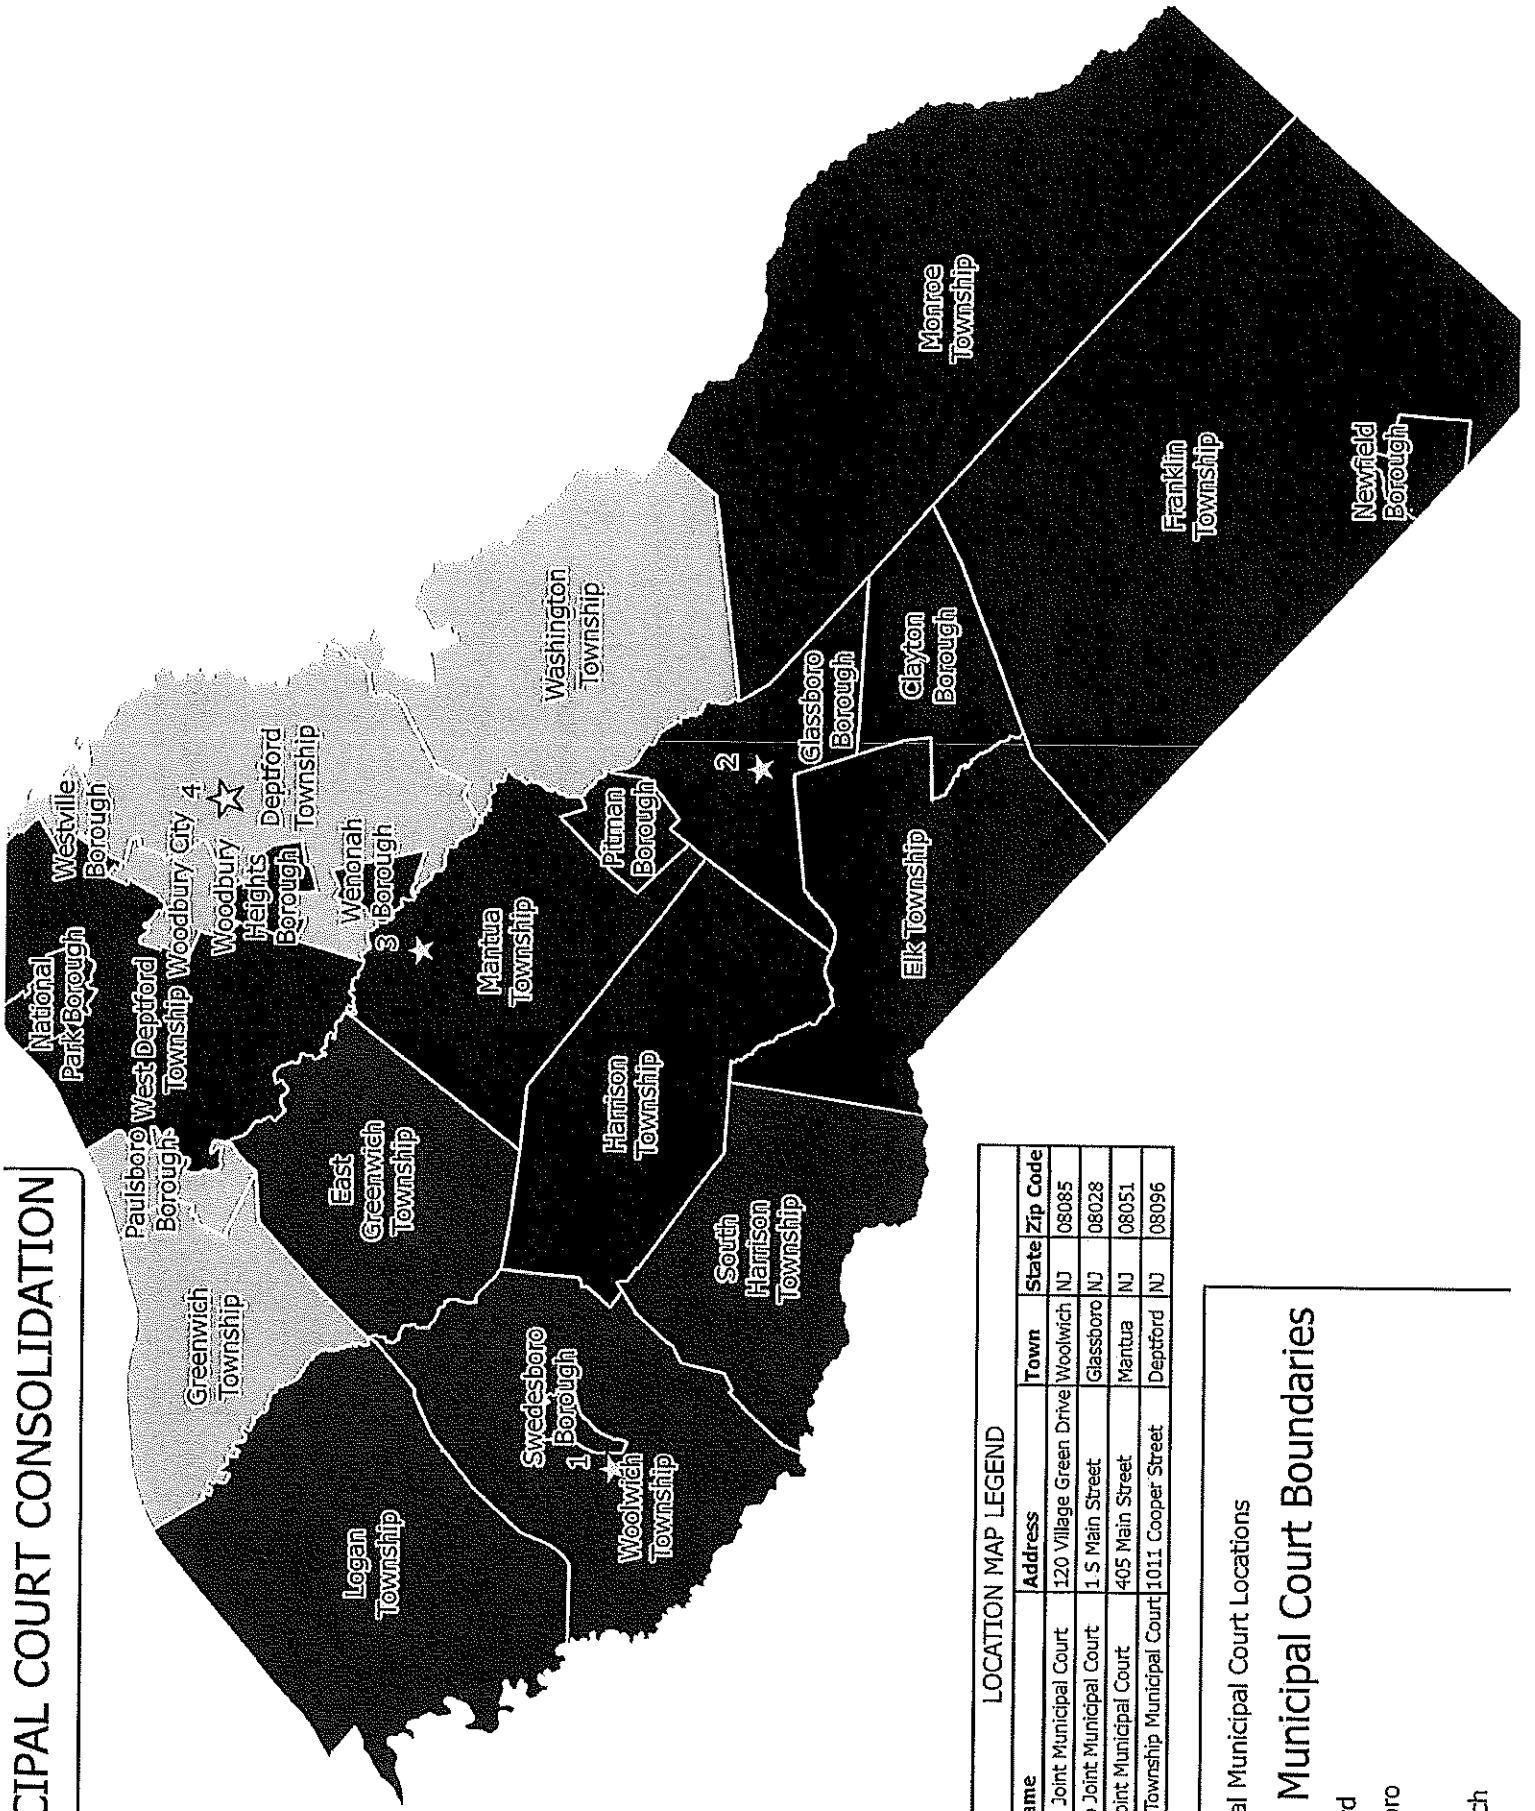 CIPAL COURT CONSOLIDATION
Westville
Borough
National
Park Borough
Paulsboro
Borough
West Deptford
Township
Woodbury City
4
Woodbury
Heights
Borough
Deptford
Township
Wenonah
Borough
3
Greenwich
Township
East
Greenwich
Township
Mantua
Township
Washington
Township
Pitman
Borough
Logan
Township
Swedesboro
Borough
1
Woolwich
Township
Harrison
Township
South
Harrison
Township
2
Glassboro
Borough
Clayton
Borough
Elk Township
Monroe
Township
Franklin
Township
Newfield
Borough
LOCATION MAP LEGEND
ame Address Town State Zip Code
Joint Municipal Court 120 Village Green Drive Woolwich NJ 08085
Joint Municipal Court 1 S Main Street Glassboro NJ 08028
oint Municipal Court 405 Main Street Mantua NJ 08051
Township Municipal Court 1011 Cooper Street Deptford NJ 08096
al Municipal Court Locations
Municipal Court Boundaries
rd
oro
ch